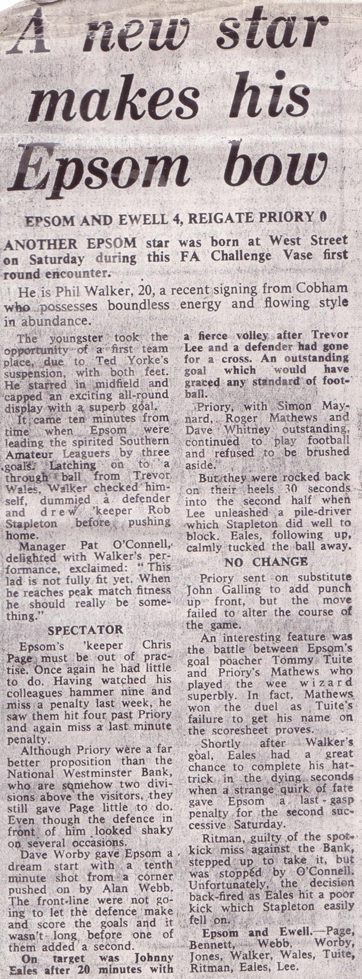 A new star
makes his
Epsom bow
EPSOM AND EWELL 4, REIGATE PRIORY 0
ANOTHER EPSOM star was born at West Street
on Saturday during this FA Challenge Vase first
round encounter.
He is Phil Walker, 20, a recent signing from Cobham
who possesses boundless energy and flowing style
in abundance.
The youngster took the
opportunity of a first team
place, due to Ted Yorke's
suspension, with both feet.
He starred in midfield and
capped an exciting all-round
display with a superb goal.
It came ten minutes from
time when Epsom were
leading the spirited Southern
Amateur Leaguers by three
goals. Latching on to a
through ball from Trevor
Wales, Walker checked him-
self, dummied a defender
and drew 'keeper Rob
Stapleton before pushing
home.
Manager Pat O'Connell,
delighted with Walker's per-
formance, exclaimed: "This
lad is not fully fit yet. When
he reaches peak match fitness
he should really be some-
thing."
SPECTATOR
Epsom's 'keeper Chris
Page must be out of prac-
tise. Once again he had little
to do. Having watched his
colleagues hammer nine and
miss a penalty last week, he
saw them hit four past Priory
and again miss a last minute
penalty.
Although Priory were a far
better proposition than the
National Westminster Bank,
who are somehow two divi-
sions above the visitors, they
still gave Page little to do.
Even though the defence in
front of him looked shaky
on several occasions.
Dave Worby gave Epsom a
dream start with a tenth
minute shot from a corner
pushed on by Alan Webb.
The front-line were not go-
ing to let the defence make
and score the goals and it
wasn't long before one of
them added a second.
On target was Johnny
Eales after 20 minutes with
a fierce volley after Trevor
Lee and a defender had gone
for a cross. An outstanding
goal which would have
graced any standard of foot-
ball.
Priory, with Simon May-
nard, Roger Mathews and
Dave Whitney outstanding,
continued to play football
and refused to be brushed
aside.
But they were rocked back
on their heels 30 seconds
into the second half when
Lee unleashed a pile-driver
which Stapleton did well to
block. Eales, following up,
calmly tucked the ball away.
NO CHANGE
Priory sent on substitute
John Galling to add punch
up front, but the move
failed to alter the course of
the game.
An interesting feature was
the battle between Epsom's
goal poacher Tommy Tuite
and Priory's Mathews who
played the wee wizard
superbly. In fact, Mathews
won the duel as Tuite's
failure to get his name on
the scoresheet proves.
Shortly after Walker's
goal Eales had a great
chance to complete his hat-
trick in the dying seconds
when a strange quirk of fate
gave Epsom a last-gasp
penalty for the second suc-
cessive Saturday.
Ritman, guilty of the spot-
kick miss against the Bank,
stepped up to take it, but
was stopped by O'Connell.
Unfortunately, the decision
back-fired as Eales hit a poor
kick which Stapleton easily
fell on.
Epsom and Ewell.—Page,
Bennett, Webb, Worby,
Jones, Walker, Wales, Tuite,
Ritman, Eales, Lee.